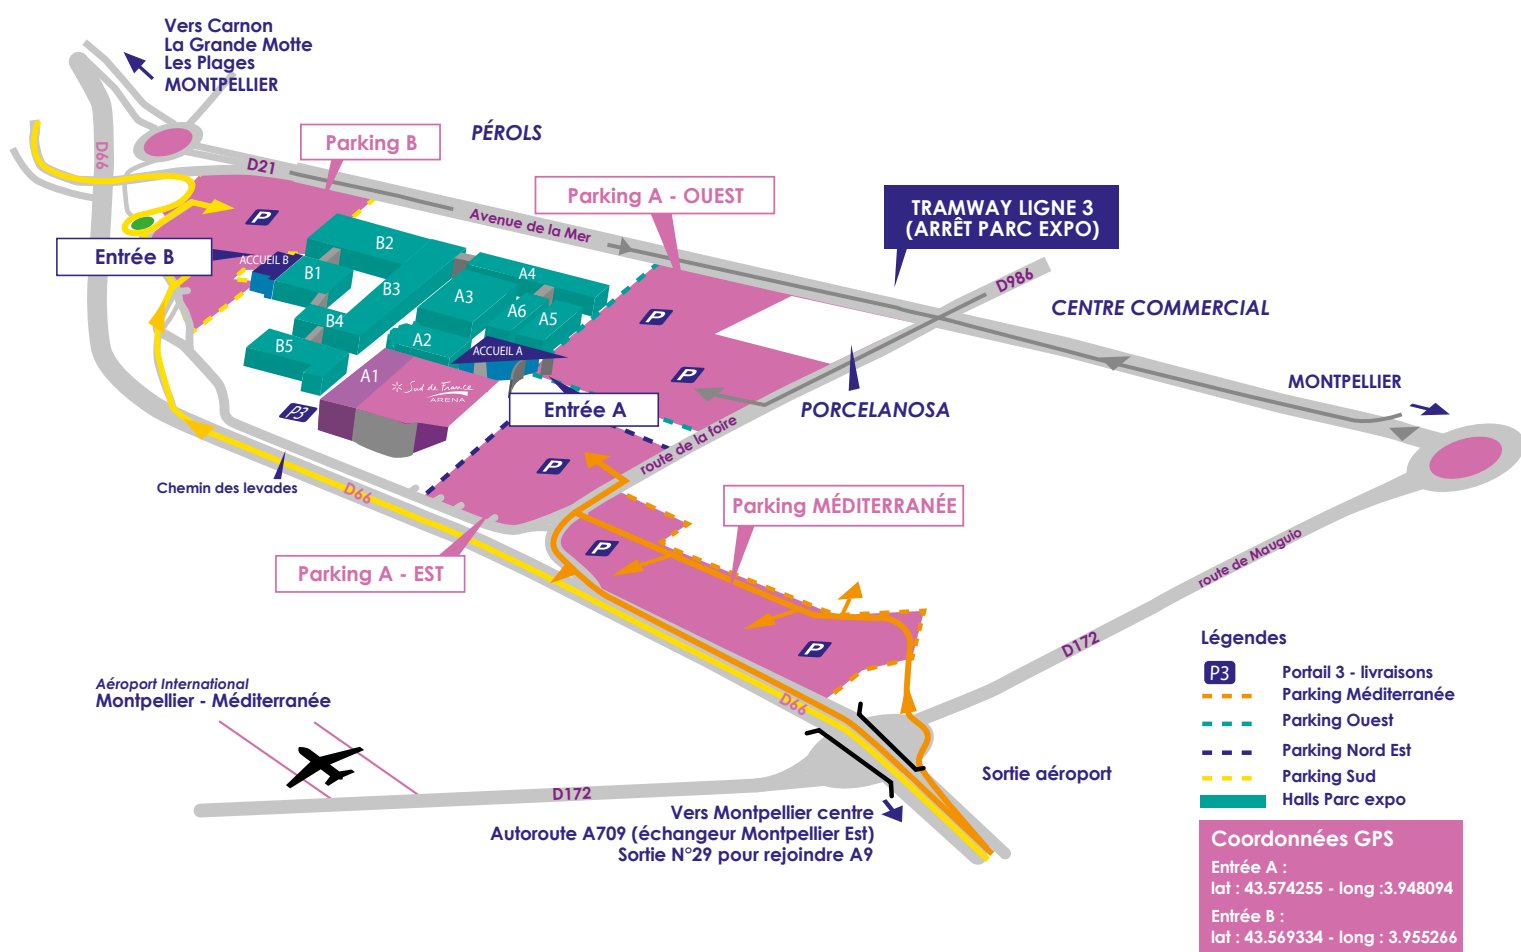 Vers Carnon
La Grande Motte
Les Plages
MONTPELLIER
D66
PÉROLS
Parking B
D21
Avenue de la Mer
Parking A - OUEST
TRAMWAY LIGNE 3
(ARRÊT PARC EXPO)
D986
CENTRE COMMERCIAL
MONTPELLIER
P
Entrée B
ACCUEIL B
B1
B2
B3
B4
B5
A4
A3
A6
A5
A2
ACCUEIL A
A1
Sud de France
ARENA
P
P
P3
Entrée A
PORCELANOSA
route de la foire
P
Chemin des levades
D66
Parking MÉDITERRANÉE
P
Parking A - EST
P
route de Mauguio
D172
D66
Aéroport International
Montpellier - Méditerranée
D172
Sortie aéroport
Vers Montpellier centre
Autoroute A709 (échangeur Montpellier Est)
Sortie N°29 pour rejoindre A9
Légendes
P3 Portail 3 - livraisons
Parking Méditerranée
Parking Ouest
Parking Nord Est
Parking Sud
Halls Parc expo
Coordonnées GPS
Entrée A :
lat : 43.574255 - long :3.948094
Entrée B :
lat : 43.569334 - long : 3.955266